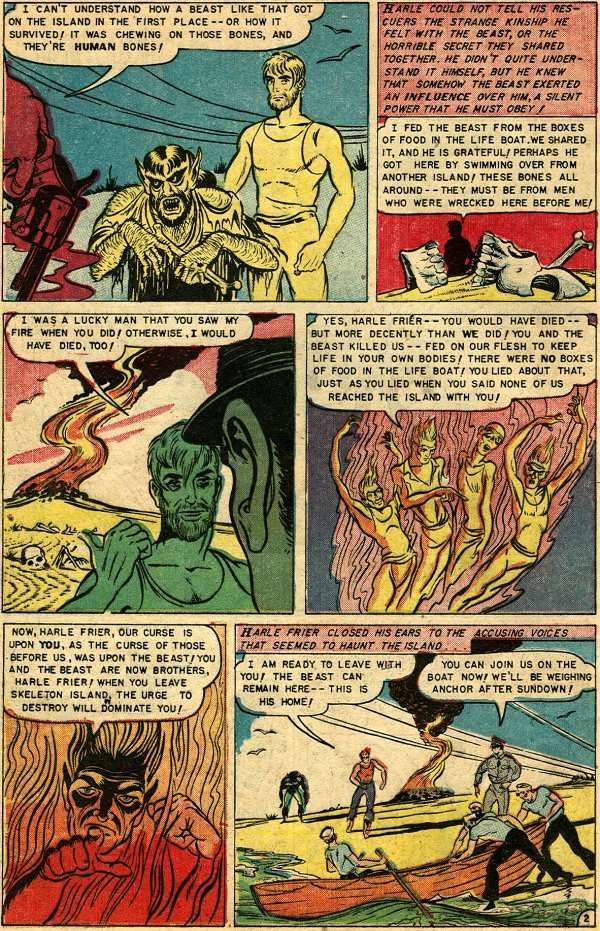 I CAN'T UNDERSTAND HOW A BEAST LIKE THAT GOT
ON THE ISLAND IN THE FIRST PLACE -- OR HOW IT
SURVIVED! IT WAS CHEWING ON THOSE BONES, AND
THEY'RE HUMAN BONES!
HARLE COULD NOT TELL HIS RES-
CUERS THE STRANGE KINSHIP HE
FELT WITH THE BEAST, OR THE
HORRIBLE SECRET THEY SHARED
TOGETHER. HE DIDN'T QUITE UNDER-
STAND IT HIMSELF, BUT HE KNEW
THAT SOMEHOW THE BEAST EXERTED
AN INFLUENCE OVER HIM, A SILENT
POWER THAT HE MUST OBEY!
I FED THE BEAST FROM THE BOXES
OF FOOD IN THE LIFE BOAT. WE SHARED
IT, AND HE IS GRATEFUL! PERHAPS HE
GOT HERE BY SWIMMING OVER FROM
ANOTHER ISLAND! THESE BONES ALL
AROUND -- THEY MUST BE FROM MEN
WHO WERE WRECKED HERE BEFORE ME!
I WAS A LUCKY MAN THAT YOU SAW MY
FIRE WHEN YOU DID! OTHERWISE, I WOULD
HAVE DIED, TOO!
YES, HARLE FRIER -- YOU WOULD HAVE DIED --
BUT MORE DECENTLY THAN WE DID! YOU AND THE
BEAST KILLED US -- FED ON OUR FLESH TO KEEP
LIFE IN YOUR OWN BODIES! THERE WERE NO BOXES
OF FOOD IN THE LIFE BOAT! YOU LIED ABOUT THAT,
JUST AS YOU LIED WHEN YOU SAID NONE OF US
REACHED THE ISLAND WITH YOU!
NOW, HARLE FRIER, OUR CURSE IS
UPON YOU, AS THE CURSE OF THOSE
BEFORE US, WAS UPON THE BEAST! YOU
AND THE BEAST ARE NOW BROTHERS,
HARLE FRIER! WHEN YOU LEAVE
SKELETON ISLAND, THE URGE TO
DESTROY WILL DOMINATE YOU!
HARLE FRIER CLOSED HIS EARS TO THE ACCUSING VOICES
THAT SEEMED TO HAUNT THE ISLAND....
I AM READY TO LEAVE WITH
YOU! THE BEAST CAN
REMAIN HERE -- THIS IS
HIS HOME!
YOU CAN JOIN US ON THE
BOAT NOW! WE'LL BE WEIGHING
ANCHOR AFTER SUNDOWN!
2